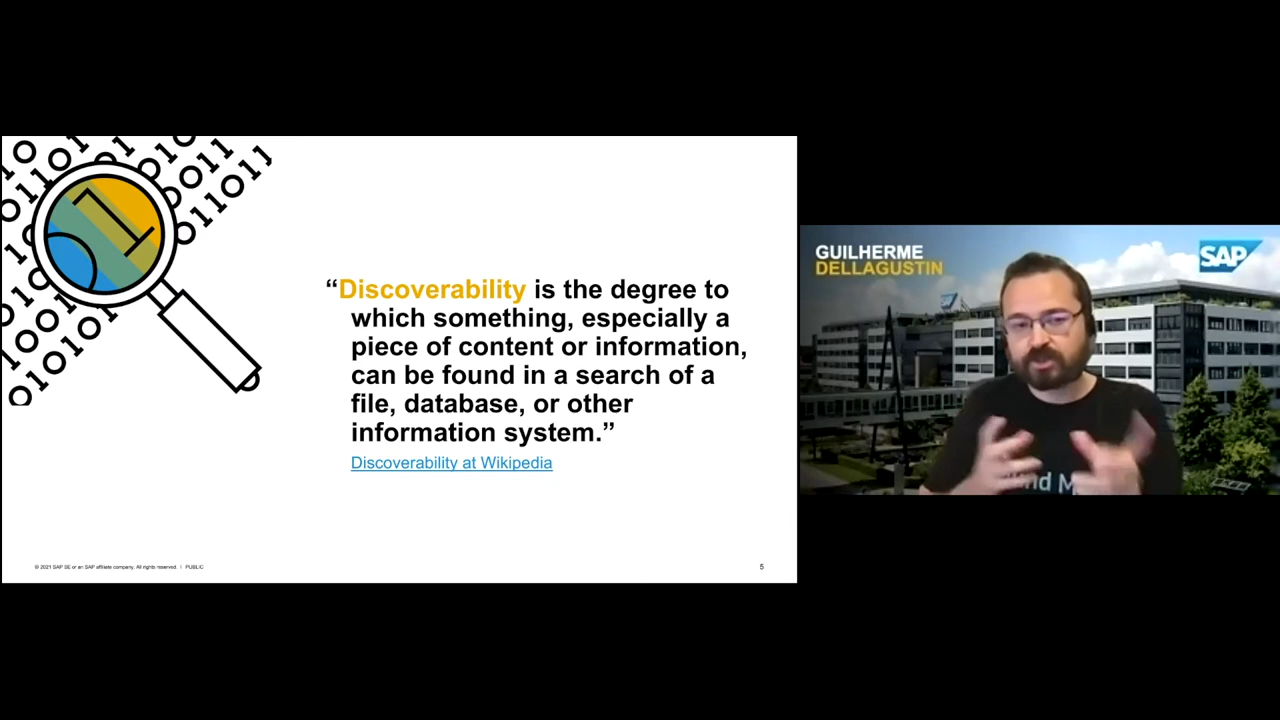 “Discoverability is the degree to
which something, especially a
piece of content or information,
can be found in a search of a
file, database, or other
information system.”
Discoverability at Wikipedia
© 2021 SAP SE or an SAP affiliate company. All rights reserved. | PUBLIC
5
GUILHERME
DELLAGUSTIN
SAP